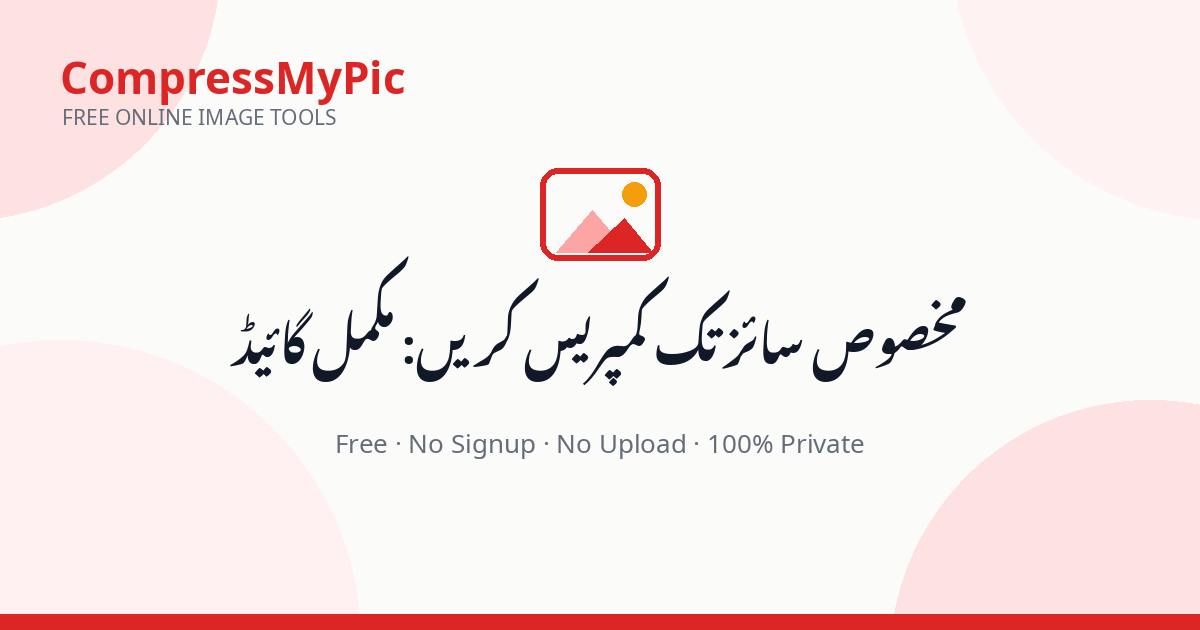 CompressMyPic
FREE ONLINE IMAGE TOOLS
مخصوص سائز تک کمپریس کریں: مکمل گائیڈ
Free · No Signup · No Upload · 100% Private